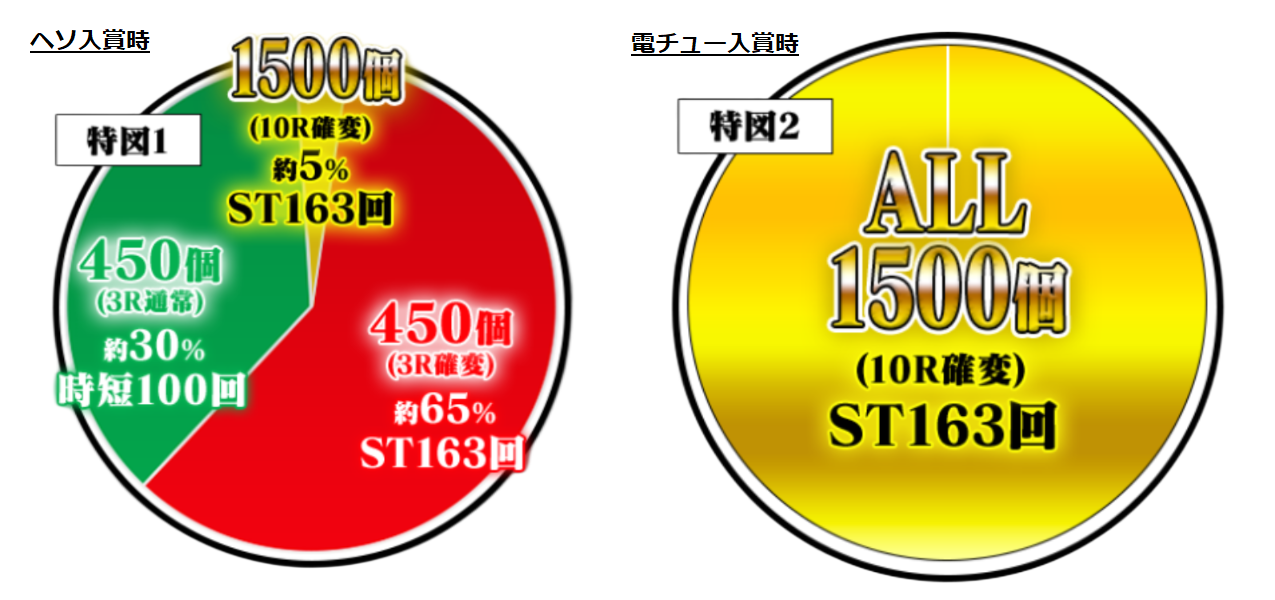 ヘソ入賞時
特図1
1500個
(10R確変)
約5%
ST163回
450個
(3R通常)
約30%
時短100回
450個
(3R確変)
約65%
ST163回
電チュー入賞時
特図2
ALL
1500個
(10R確変)
ST163回